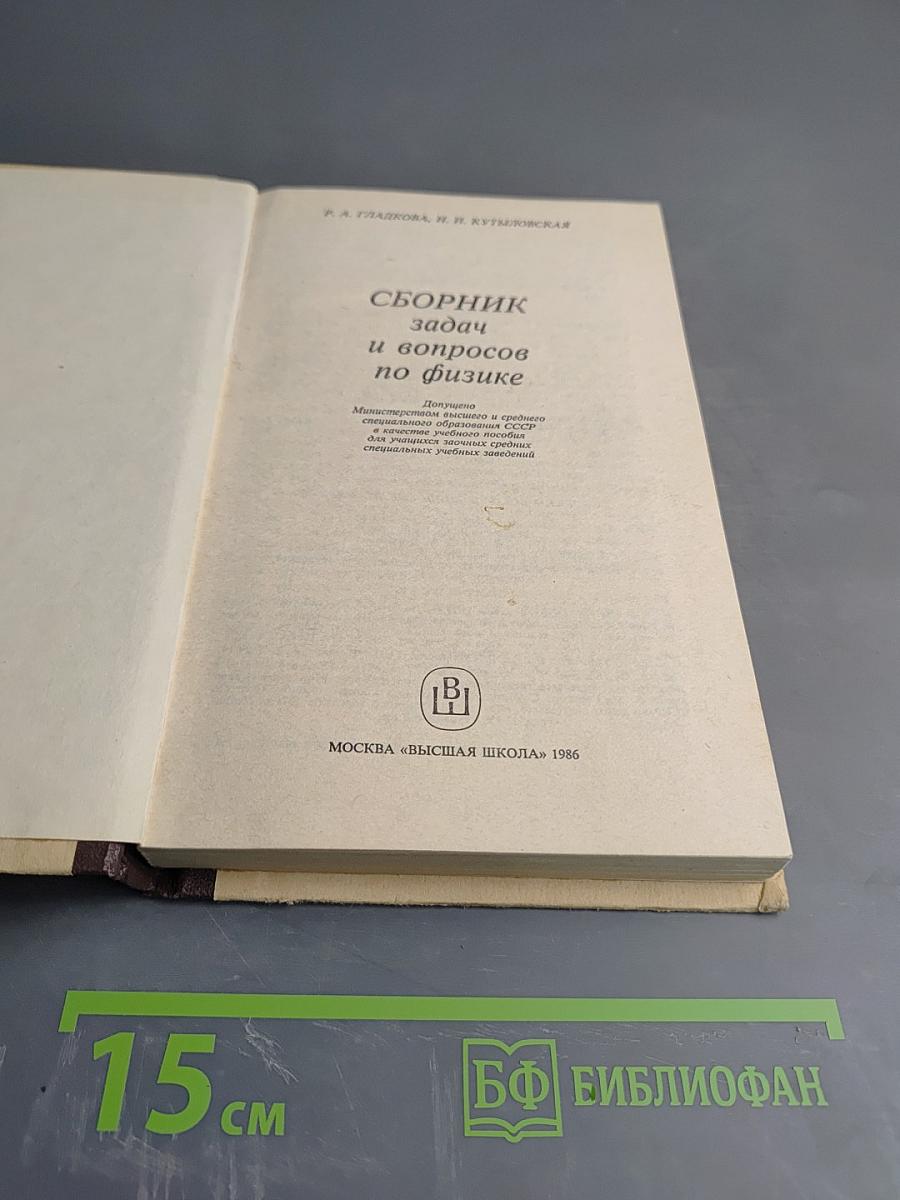 Р. А. ГЛАДКОВА, Н. И. КУТЫЛОВСКАЯ
СБОРНИК
задач
и вопросов
по физике
Допущено
Министерством высшего и среднего
специального образования СССР
в качестве учебного пособия
для учащихся заочных средних
специальных учебных заведений
ВШ
МОСКВА «ВЫСШАЯ ШКОЛА» 1986
15 см
БФ БИБЛИОФАН